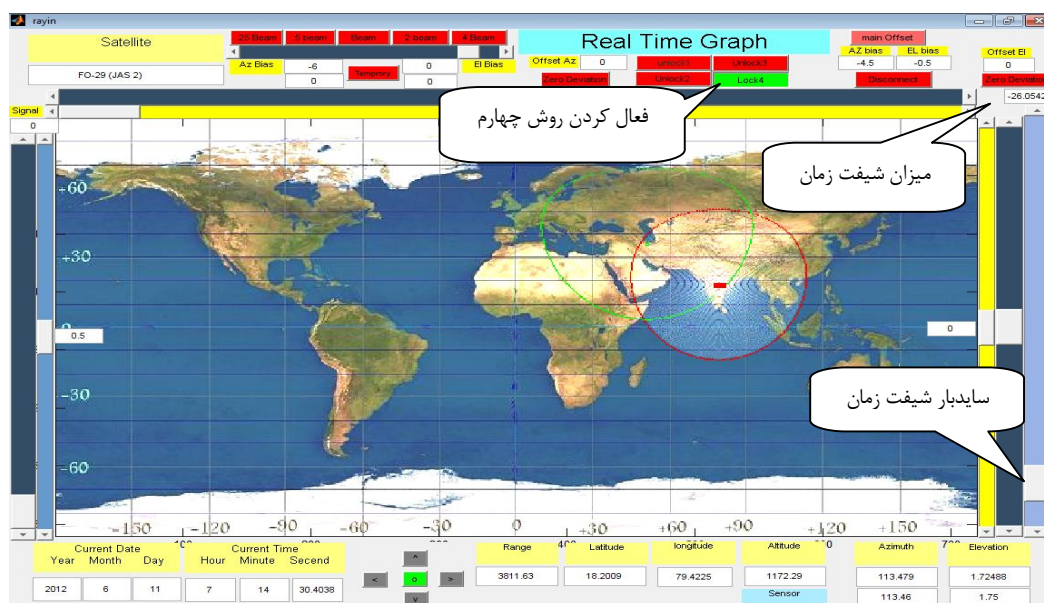 rayin
Satellite
FO-29 (JAS 2)
.25 Beam .5 beam Beam 2 beam 4 Beam
Az Bias -6 Temprory 0 El Bias
0 0
Real Time Graph
Offset Az 0 unlock1 Unlock3
Zero Deviation Unlock2 Lock4
main Offset
AZ bias EL bias
-4.5 -0.5
Disconnect
Offset El
0
Zero Deviation
-26.0542
Signal
0
فعال کردن روش چهارم
میزان شیفت زمان
سایدبار شیفت زمان
+60
+30
0
-30
-60
0.5
0
-150 -120 -90 -60 -30 0 +30 +60 +90 +120 +150
Current Date Current Time
Year Month Day Hour Minute Secend
2012 6 11 7 14 30.4038
^
< o >
v
Range Latitude longitude Altitude Azimuth Elevation
3811.63 18.2009 79.4225 1172.29 113.479 1.72488
Sensor 113.46 1.75